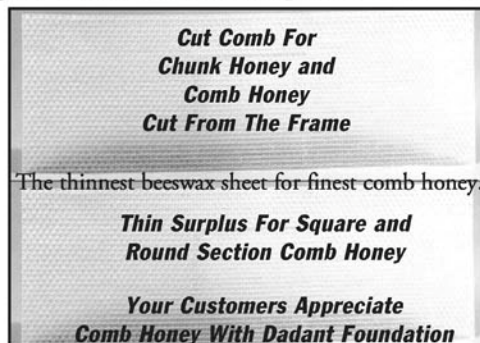 Cut Comb For
Chunk Honey and
Comb Honey
Cut From The Frame
The thinnest beeswax sheet for finest comb honey.
Thin Surplus For Square and
Round Section Comb Honey
Your Customers Appreciate
Comb Honey With Dadant Foundation